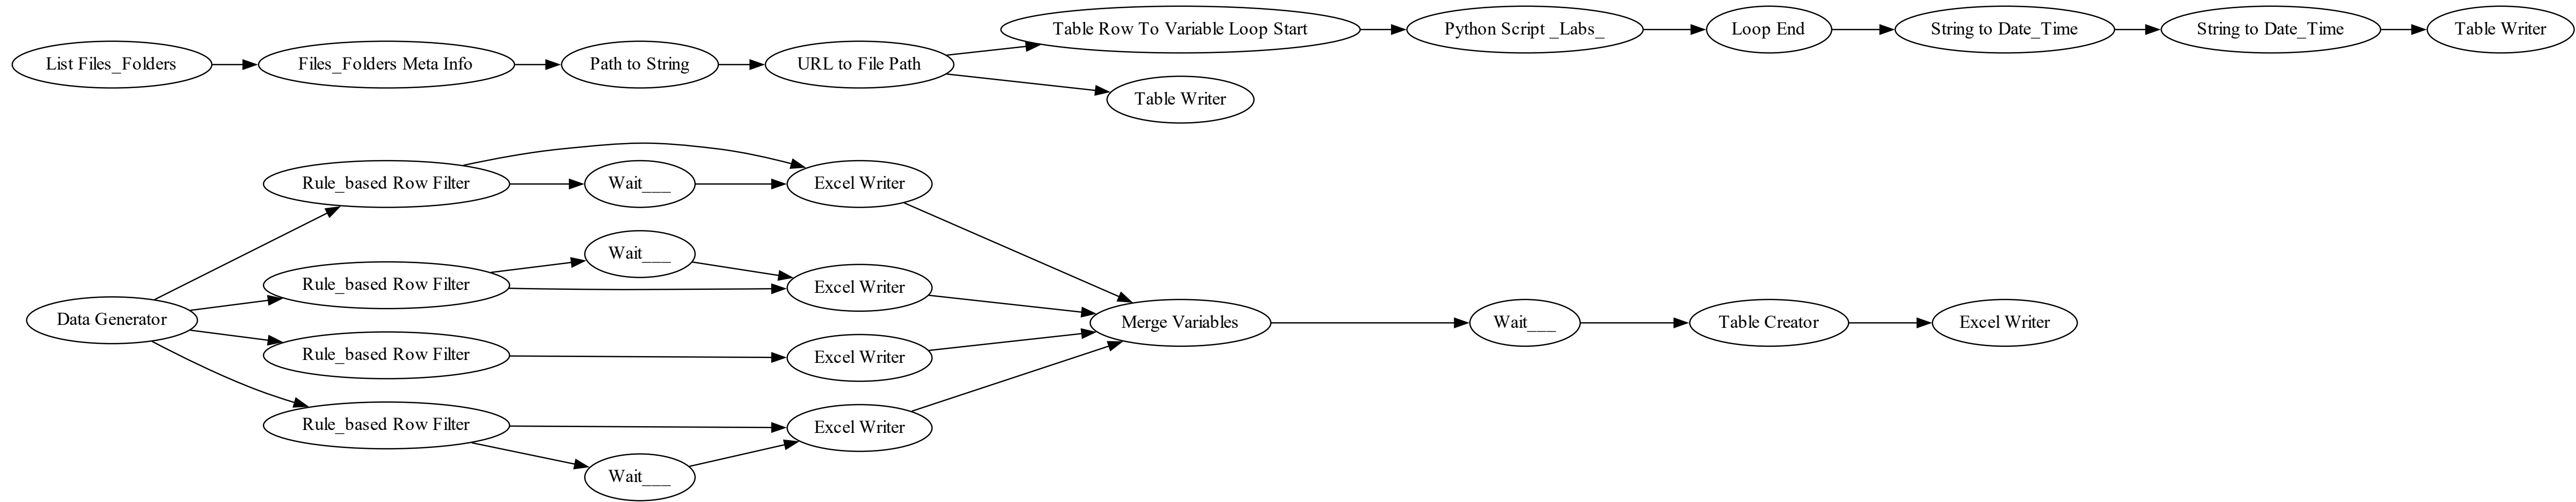 List Files_Folders
Files_Folders Meta Info
Path to String
URL to File Path
Table Row To Variable Loop Start
Python Script _Labs_
Loop End
String to Date_Time
String to Date_Time
Table Writer
Table Writer
Data Generator
Rule_based Row Filter
Wait___
Excel Writer
Rule_based Row Filter
Wait___
Excel Writer
Rule_based Row Filter
Excel Writer
Rule_based Row Filter
Excel Writer
Wait___
Merge Variables
Wait___
Table Creator
Excel Writer